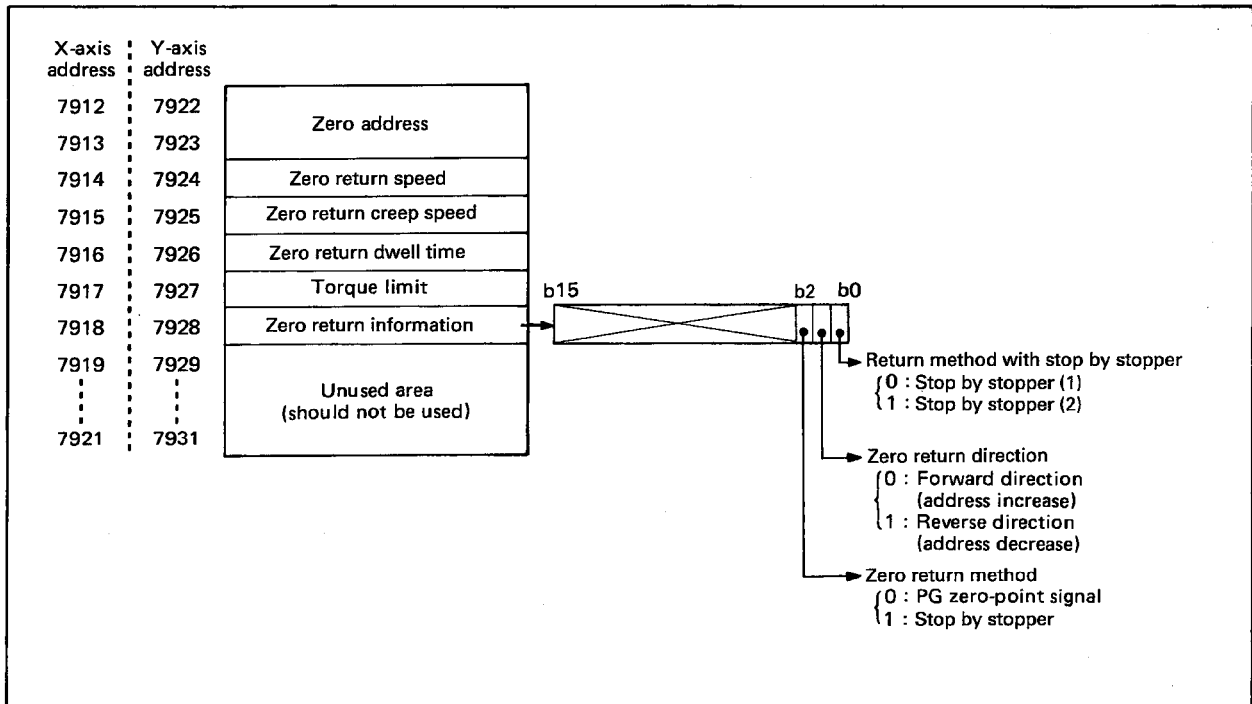 X-axis address
Y-axis address
7912 7922
Zero address
7913 7923
7914 7924 Zero return speed
7915 7925 Zero return creep speed
7916 7926 Zero return dwell time
7917 7927 Torque limit
b15 b2 b0
7918 7928 Zero return information
7919 7929
Unused area
(should not be used)
7921 7931
Return method with stop by stopper
0 : Stop by stopper (1)
1 : Stop by stopper (2)
Zero return direction
0 : Forward direction
(address increase)
1 : Reverse direction
(address decrease)
Zero return method
0 : PG zero-point signal
1 : Stop by stopper